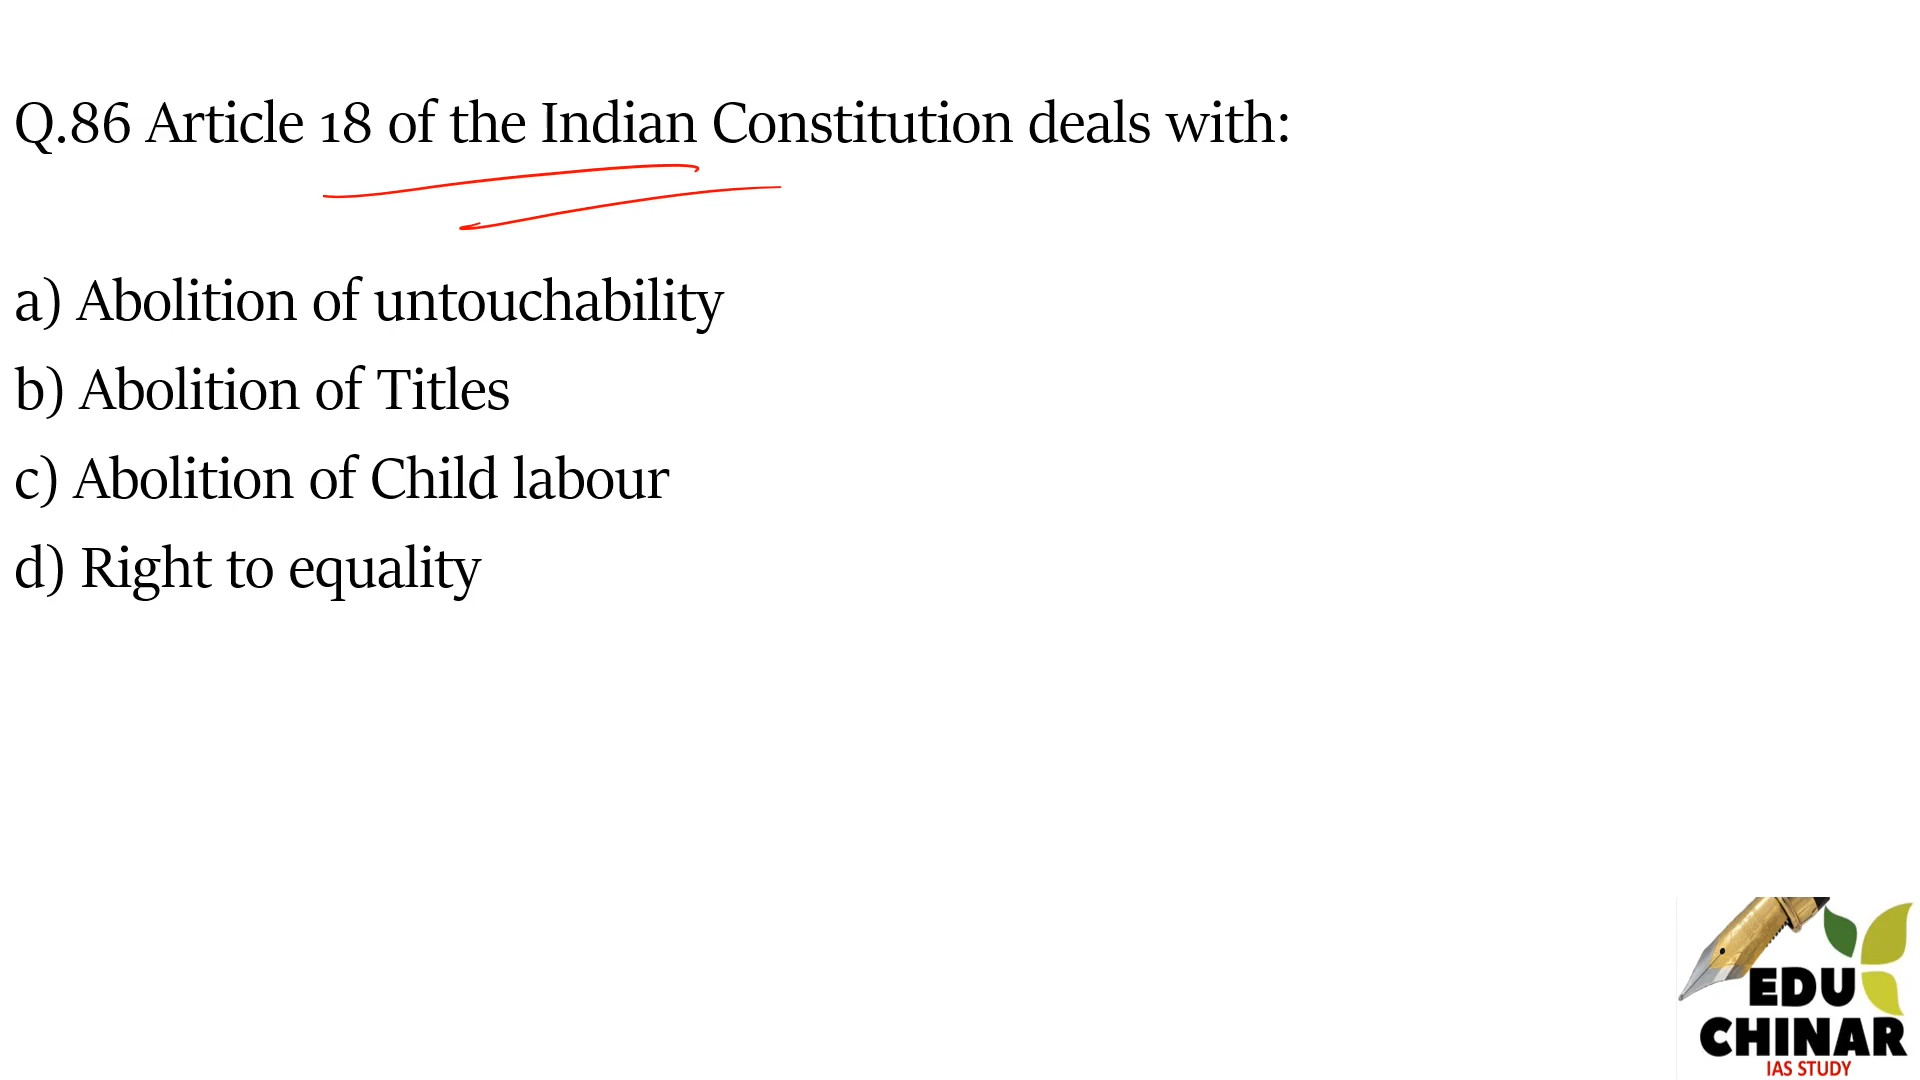 Q.86 Article 18 of the Indian Constitution deals with:
a) Abolition of untouchability
b) Abolition of Titles
c) Abolition of Child labour
d) Right to equality
EDU
CHINAR
IAS STUDY